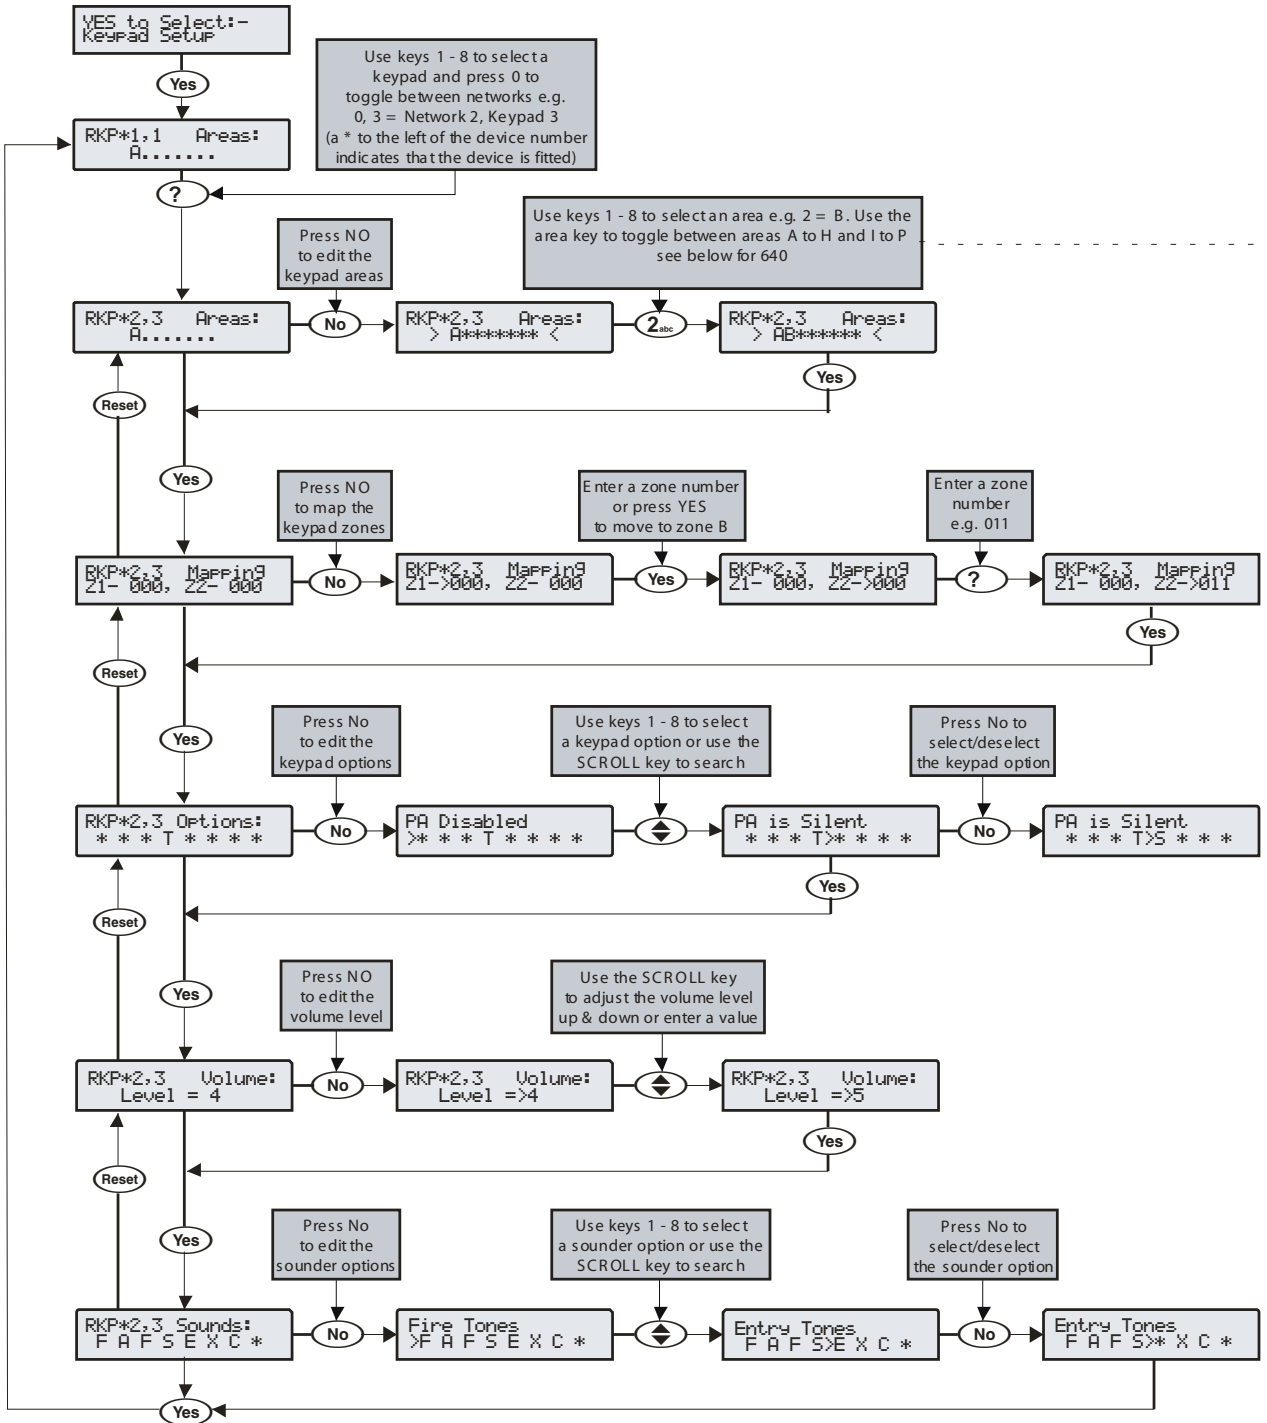 YES to Select:-
Keypad Setup
Use keys 1 - 8 to select a
keypad and press 0 to
toggle between networks e.g.
0, 3 = Network 2, Keypad 3
(a * to the left of the device number
indicates that the device is fitted)
Yes
RKP*1,1 Areas:
A.......
?
Press NO
to edit the
keypad areas
Use keys 1 - 8 to select an area e.g. 2 = B. Use the
area key to toggle between areas A to H and I to P
see below for 640
RKP*2,3 Areas:
A.......
No
RKP*2,3 Areas:
> A******* <
2abc
RKP*2,3 Areas:
> AB****** <
Yes
Reset
Yes
Press NO
to map the
keypad zones
Enter a zone number
or press YES
to move to zone B
Enter a zone
number
e.g. 011
RKP*2,3 Mapping
Z1- 000, Z2- 000
No
RKP*2,3 Mapping
Z1->000, Z2- 000
Yes
RKP*2,3 Mapping
Z1- 000, Z2->000
?
RKP*2,3 Mapping
Z1- 000, Z2->011
Yes
Reset
Yes
Press No
to edit the
keypad options
Use keys 1 - 8 to select
a keypad option or use the
SCROLL key to search
Press No to
select/deselect
the keypad option
RKP*2,3 Options:
* * * T * * * *
No
PA Disabled
>* * * T * * * *
PA is Silent
* * * T>* * * *
No
PA is Silent
* * * T>S * * *
Yes
Reset
Yes
Press NO
to edit the
volume level
Use the SCROLL key
to adjust the volume level
up & down or enter a value
RKP*2,3 Volume:
Level = 4
No
RKP*2,3 Volume:
Level =>4
RKP*2,3 Volume:
Level =>5
Yes
Reset
Yes
Press No
to edit the
sounder options
Use keys 1 - 8 to select
a sounder option or use the
SCROLL key to search
Press No to
select/deselect
the sounder option
RKP*2,3 Sounds:
F A F S E X C *
No
Fire Tones
>F A F S E X C *
Entry Tones
F A F S>E X C *
No
Entry Tones
F A F S>* X C *
Yes